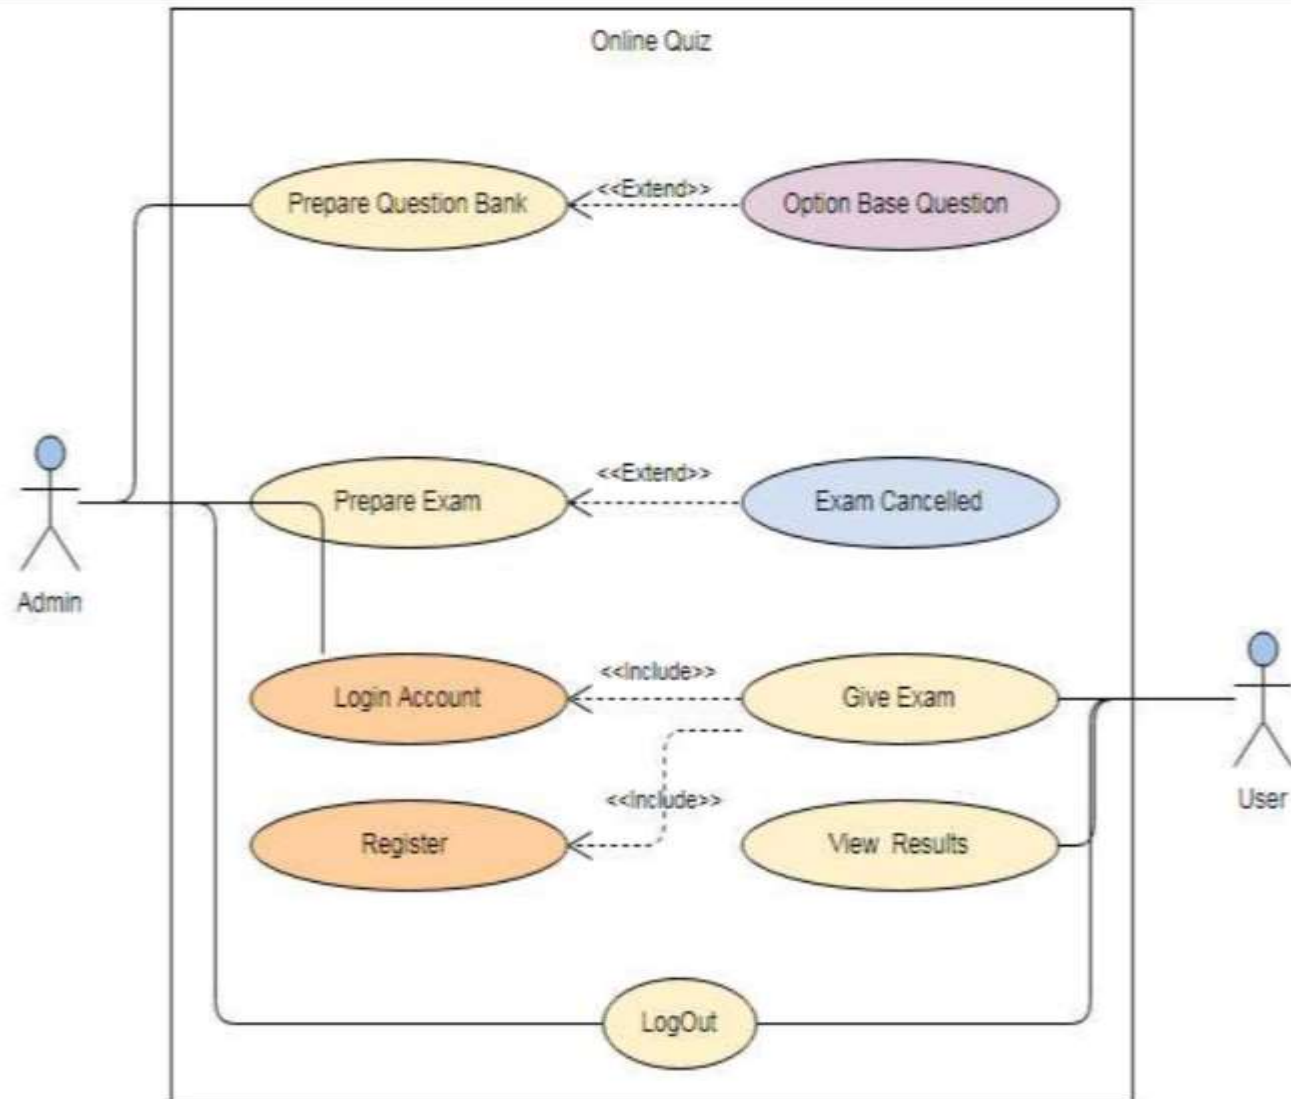 Online Quiz
Prepare Question Bank
<<Extend>>
Option Base Question
Prepare Exam
<<Extend>>
Exam Cancelled
Admin
Login Account
<<Include>>
Give Exam
User
Register
<<Include>>
View Results
LogOut